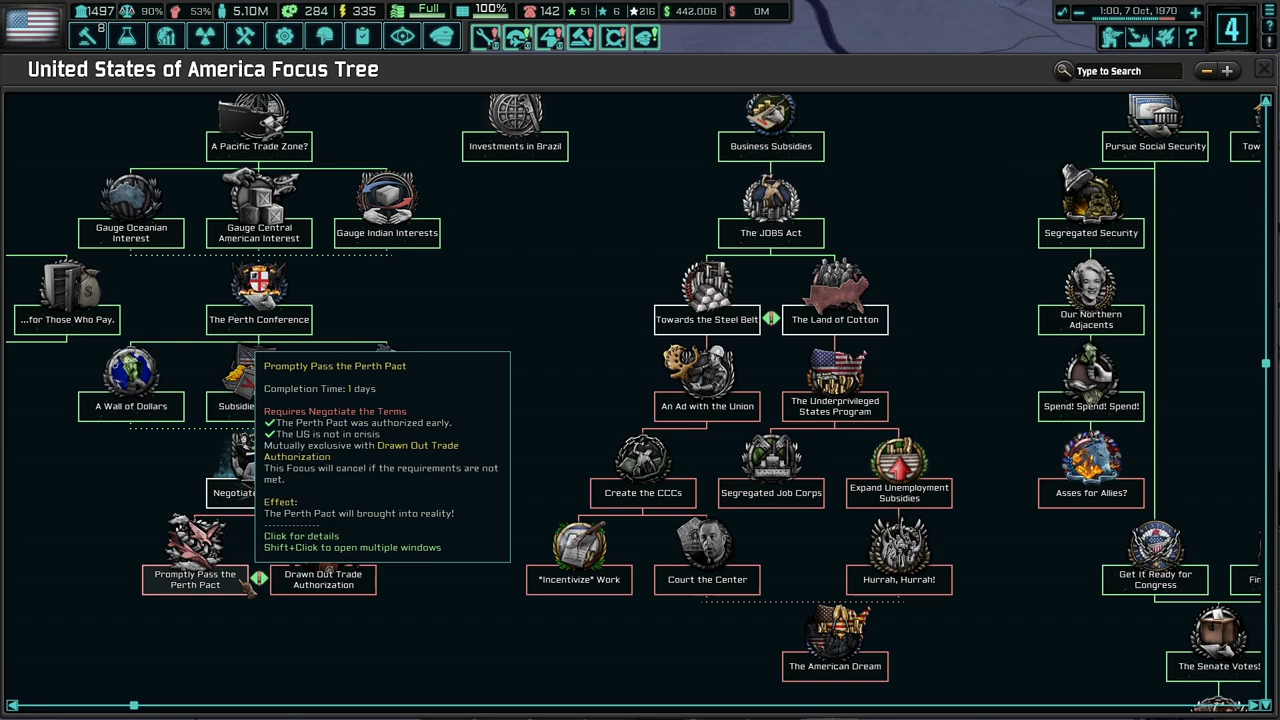 1497 90% 53% 5.10M 284 335 Full 100% 142 51 6 216 442.008 0M
1:00, 7 Oct, 1970
4
8
United States of America Focus Tree
Type to Search
A Pacific Trade Zone?
Investments in Brazil
Business Subsidies
Pursue Social Security
Tow
Gauge Oceanian
Interest
Gauge Central
American Interest
Gauge Indian Interests
The JOBS Act
Segregated Security
...for Those Who Pay.
The Perth Conference
Towards the Steel Belt
The Land of Cotton
Our Northern
Adjacents
A Wall of Dollars
Subsidie
An Ad with the Union
The Underprivileged
States Program
Spend! Spend! Spend!
Promptly Pass the Perth Pact
Completion Time: 1 days
Requires Negotiate the Terms
The Perth Pact was authorized early.
The US is not in crisis
Mutually exclusive with Drawn Out Trade
Authorization
This Focus will cancel if the requirements are not
met.
Effect:
The Perth Pact will brought into reality!
--------------
Click for details
Shift+Click to open multiple windows
Negotiate
Create the CCCs
Segregated Job Corps
Expand Unemployment
Subsidies
Asses for Allies?
Promptly Pass the
Perth Pact
Drawn Out Trade
Authorization
"Incentivize" Work
Court the Center
Hurrah, Hurrah!
Get It Ready for
Congress
Fin
The American Dream
The Senate Votes!